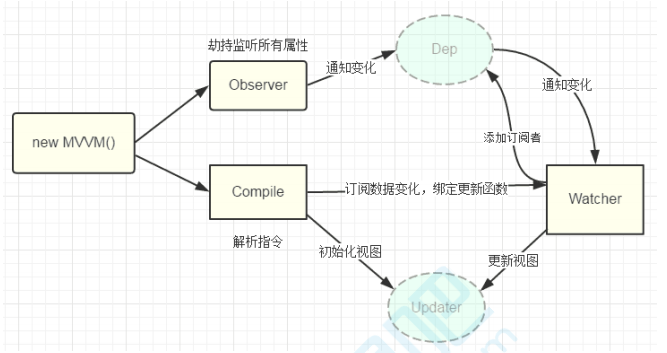 劫持监听所有属性
Observer
通知变化
Dep
通知变化
new MVVM()
添加订阅者
Compile
订阅数据变化，绑定更新函数
Watcher
解析指令
初始化视图
更新视图
Updater